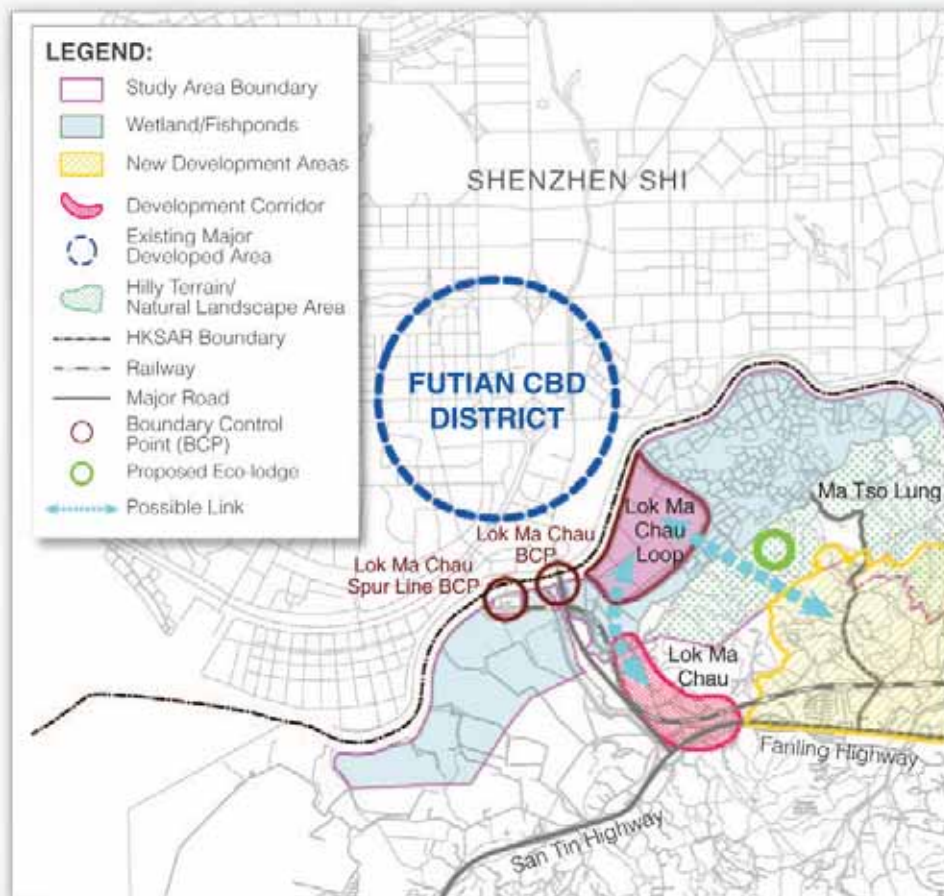 LEGEND:
Study Area Boundary
Wetland/Fishponds
New Development Areas
Development Corridor
Existing Major
Developed Area
Hilly Terrain/
Natural Landscape Area
HKSAR Boundary
Railway
Major Road
Boundary Control
Point (BCP)
Proposed Eco-lodge
Possible Link
SHENZHEN SHI
FUTIAN CBD
DISTRICT
Ma Tso Lung
Lok Ma
Chau
Loop
Lok Ma Chau
BCP
Lok Ma Chau
Spur Line BCP
Lok Ma
Chau
Fanling Highway
San Tin Highway